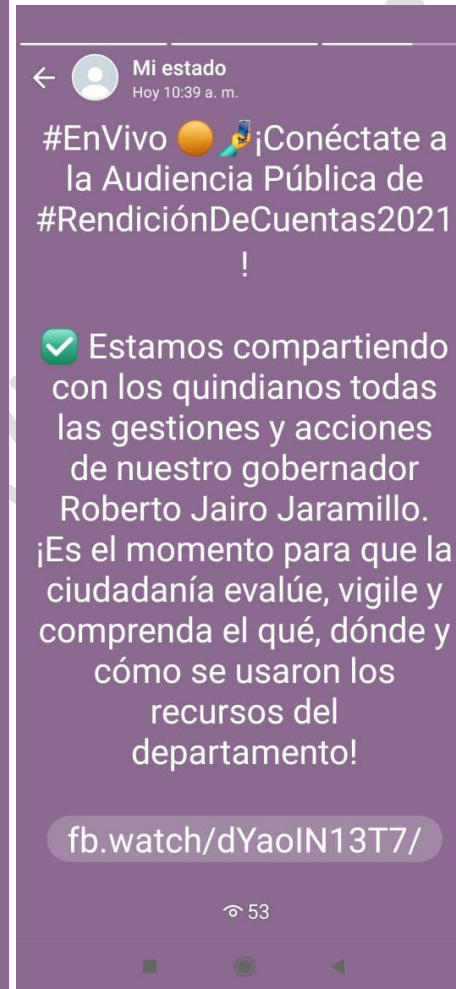 Mi estado
Hoy 10:39 a. m.
#EnVivo 🟠 🤳¡Conéctate a
la Audiencia Pública de
#RendiciónDeCuentas2021
!
✅ Estamos compartiendo
con los quindianos todas
las gestiones y acciones
de nuestro gobernador
Roberto Jairo Jaramillo.
¡Es el momento para que la
ciudadanía evalúe, vigile y
comprenda el qué, dónde y
cómo se usaron los
recursos del
departamento!
fb.watch/dYaoIN13T7/
53